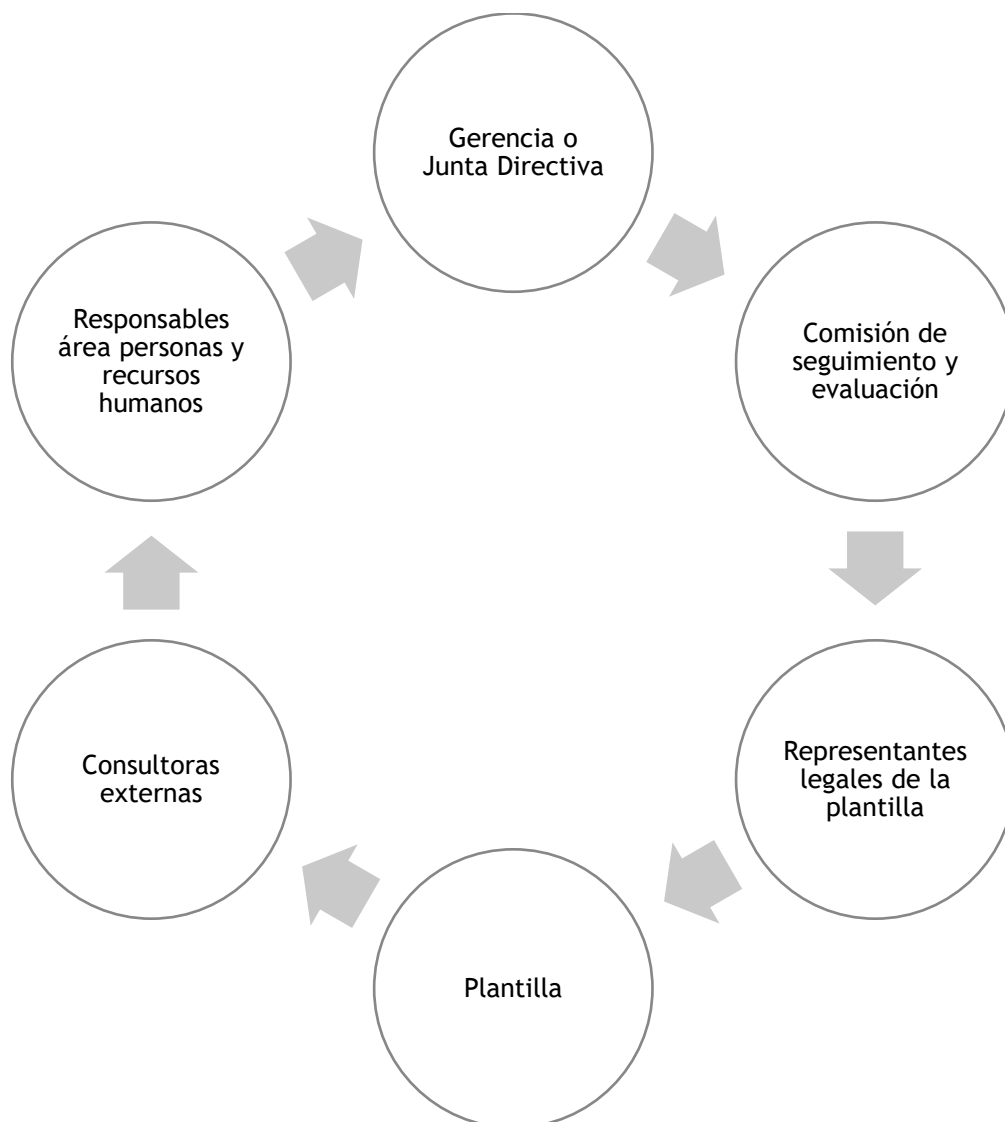 Gerencia o
Junta Directiva
Comisión de
seguimiento y
evaluación
Representantes
legales de la
plantilla
Plantilla
Consultoras
externas
Responsables
área personas y
recursos
humanos